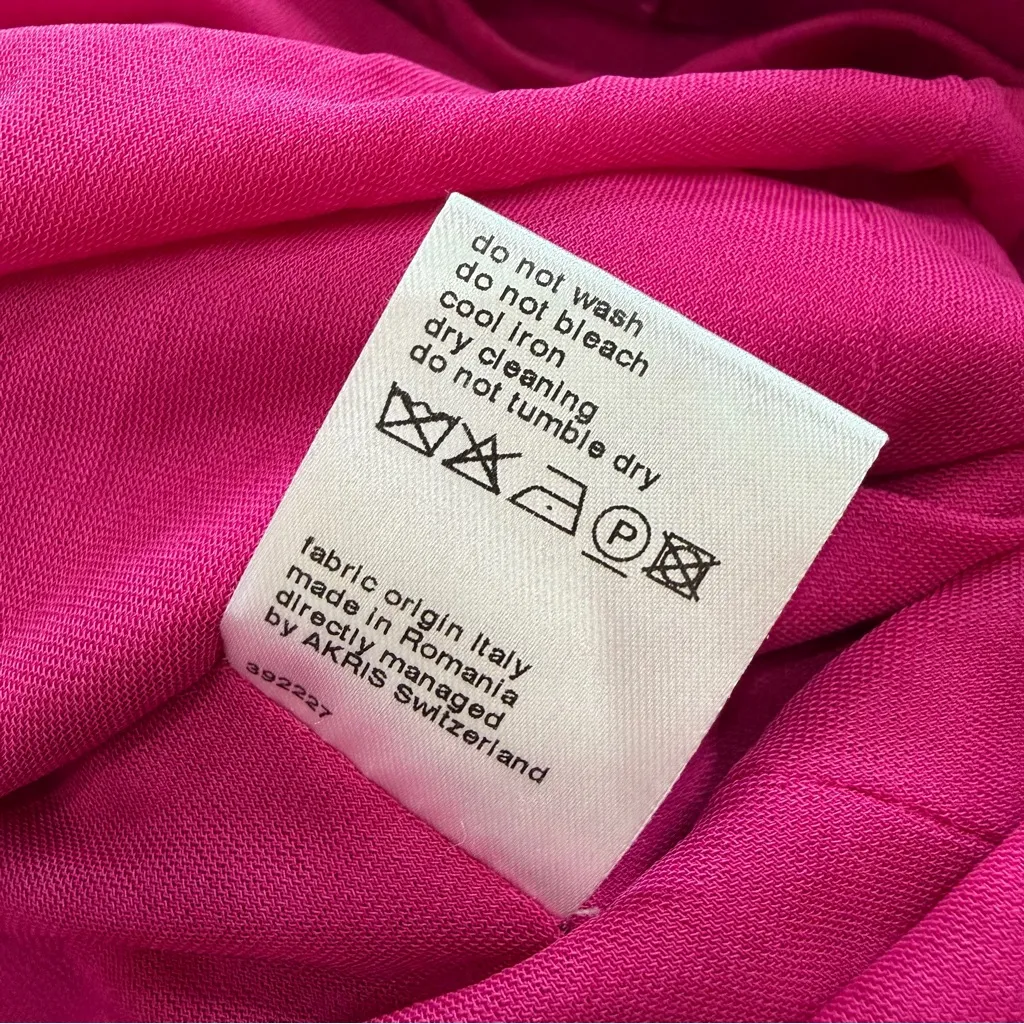 do not wash
do not bleach
cool iron
dry cleaning
do not tumble dry
P
fabric origin Italy
made in Romania
directly managed
by AKRIS Switzerland
392227